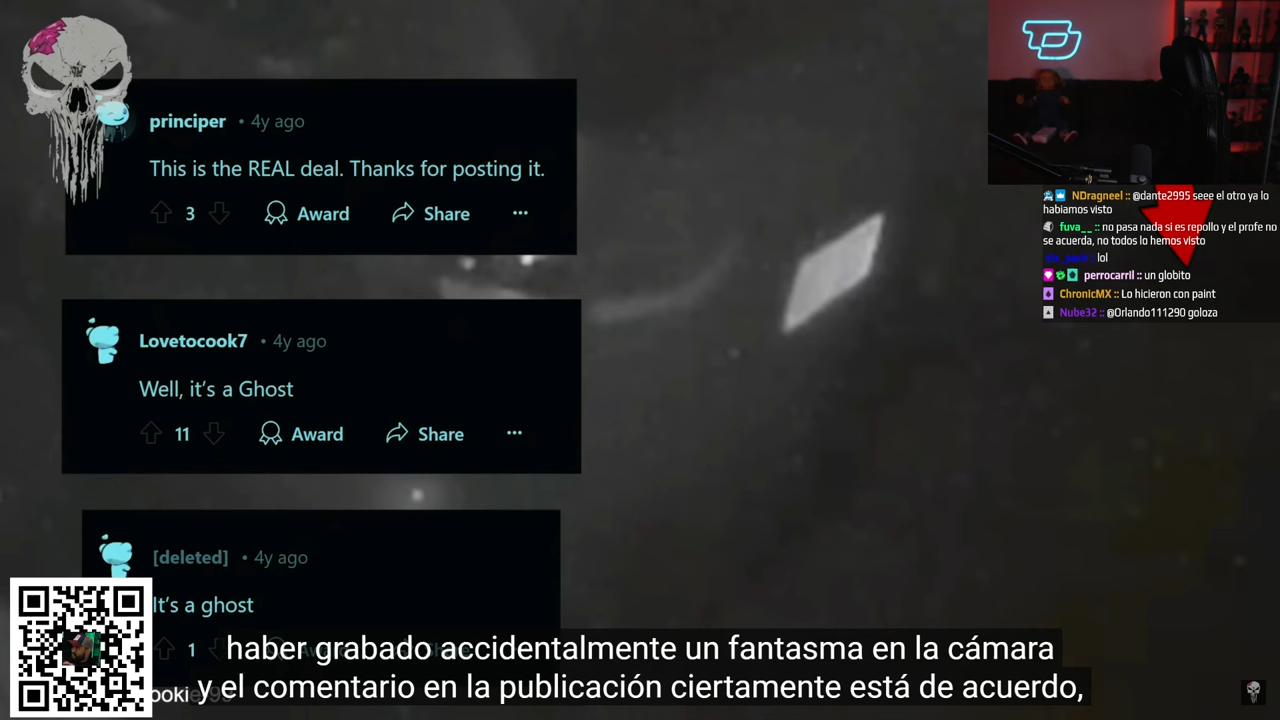 principer • 4y ago
This is the REAL deal. Thanks for posting it.
3 Award Share ...
Lovetocook7 • 4y ago
Well, it's a Ghost
11 Award Share ...
[deleted] • 4y ago
It's a ghost
1
haber grabado accidentalmente un fantasma en la cámara
y el comentario en la publicación ciertamente está de acuerdo,
NDragneel :: @dante2995 seee el otro ya lo
habiamos visto
fuva__ :: no pasa nada si es repollo y el profe no
se acuerda, no todos lo hemos visto
lol
perrocarril :: un globito
ChronicMX :: Lo hicieron con paint
Nube32 :: @Orlando111290 goloza